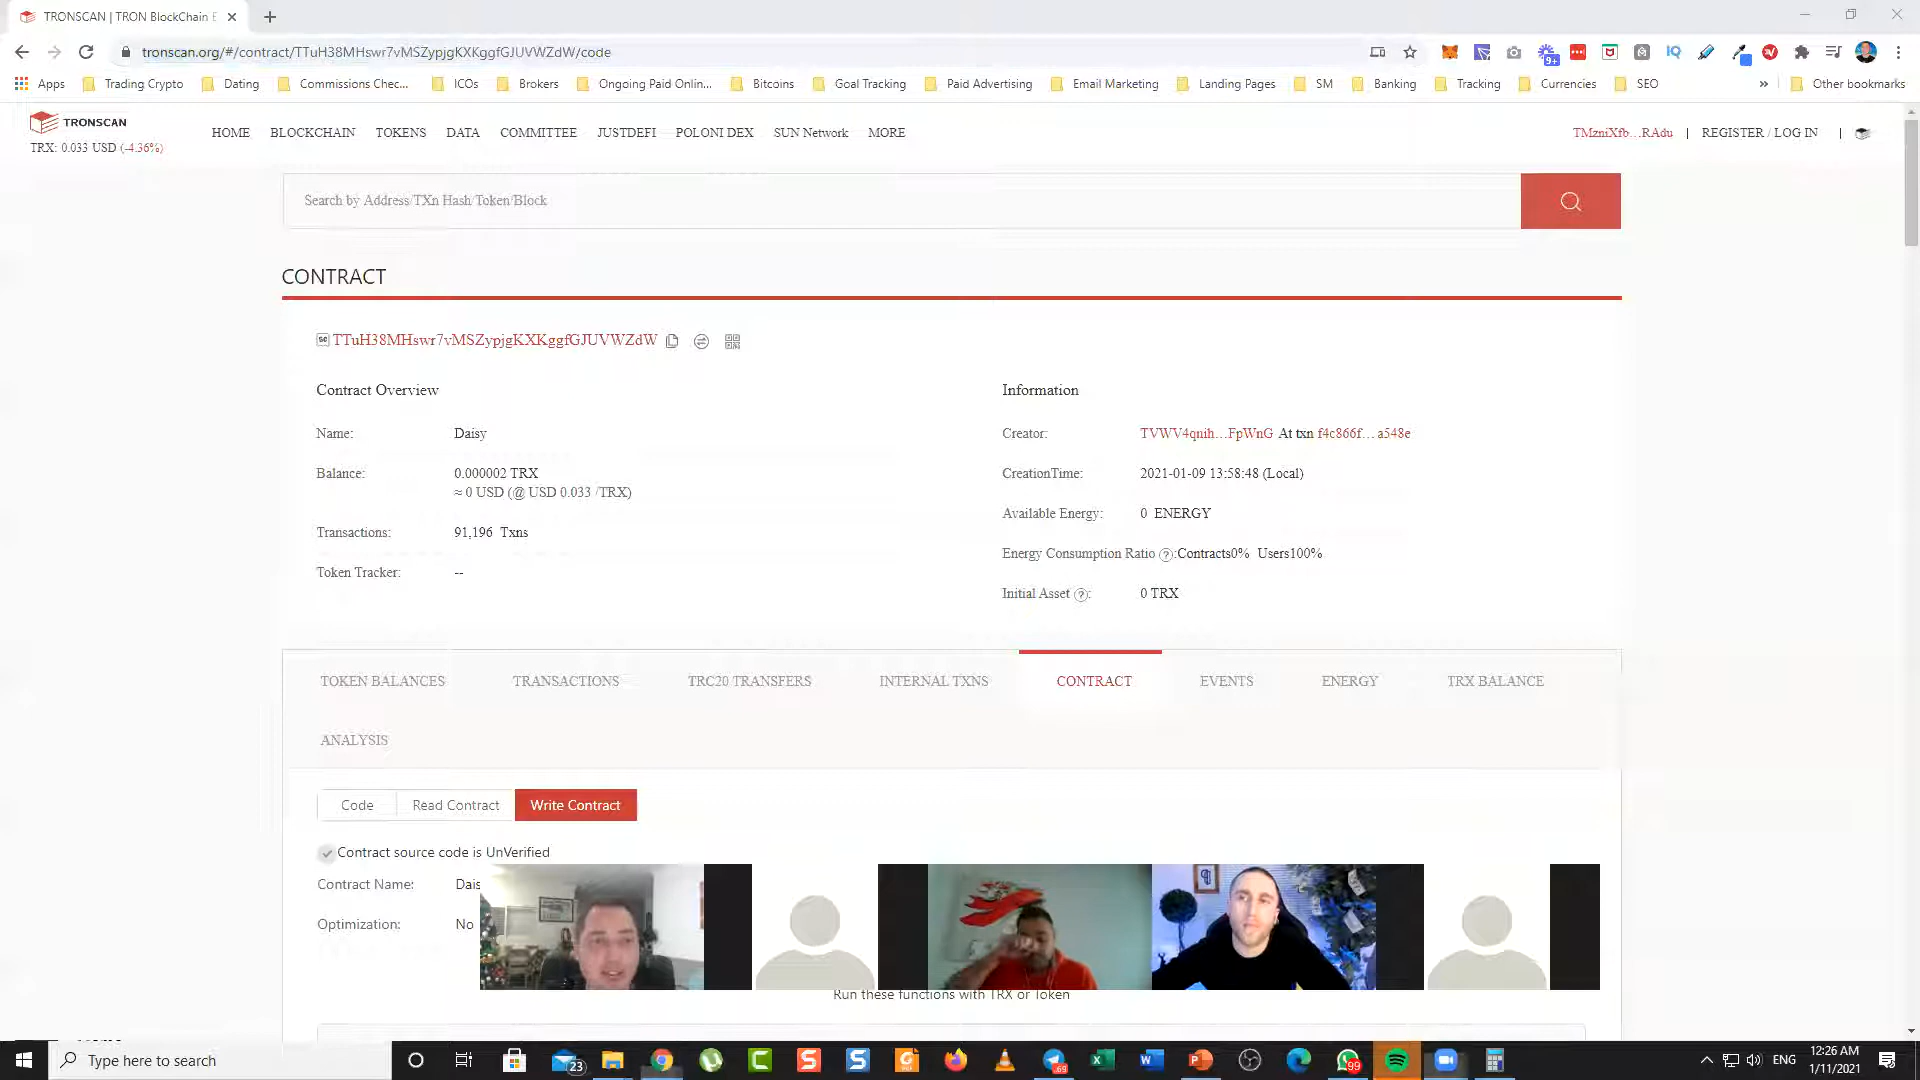 TRONSCAN | TRON BlockChain E
tronscan.org/#/contract/TTuH38MHswr7vMSZypjgKXKggfGJUVWZdW/code
9+
IQ
Apps
Trading Crypto
Dating
Commissions Chec...
ICOs
Brokers
Ongoing Paid Onlin...
Bitcoins
Goal Tracking
Paid Advertising
Email Marketing
Landing Pages
SM
Banking
Tracking
Currencies
SEO
»
Other bookmarks
TRONSCAN
TRX: 0.033 USD (-4.36%)
HOME
BLOCKCHAIN
TOKENS
DATA
COMMITTEE
JUSTDEFI
POLONI DEX
SUN Network
MORE
TMzniXfb...RAdu | REGISTER / LOG IN |
Search by Address/TXn Hash/Token/Block
CONTRACT
TTuH38MHswr7vMSZypjgKXKggfGJUVWZdW
Contract Overview
Name: Daisy
Balance: 0.000002 TRX
≈ 0 USD (@ USD 0.033 /TRX)
Transactions: 91,196 Txns
Token Tracker: --
Information
Creator: TVWV4qnih...FpWnG At txn f4c866f... a548e
CreationTime: 2021-01-09 13:58:48 (Local)
Available Energy: 0 ENERGY
Energy Consumption Ratio ?:Contracts0% Users100%
Initial Asset ?: 0 TRX
TOKEN BALANCES
TRANSACTIONS
TRC20 TRANSFERS
INTERNAL TXNS
CONTRACT
EVENTS
ENERGY
TRX BALANCE
ANALYSIS
Code
Read Contract
Write Contract
Contract source code is UnVerified
Contract Name: Dais
Optimization: No
Run these functions with TRX or Token
Type here to search
23
69
99
ENG
12:26 AM
1/11/2021